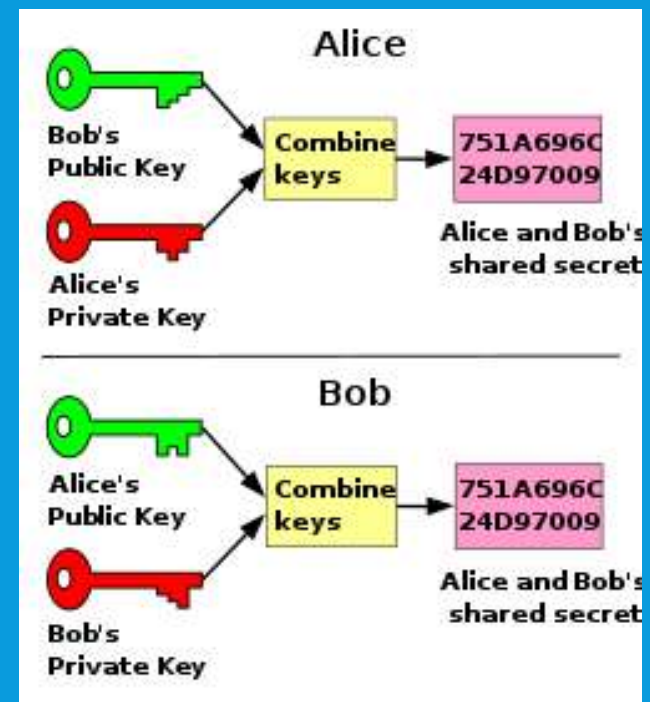 Alice
Bob's
Public Key
Combine
keys
751A696C
24D97009
Alice and Bob's
shared secret
Alice's
Private Key
Bob
Alice's
Public Key
Combine
keys
751A696C
24D97009
Alice and Bob's
shared secret
Bob's
Private Key